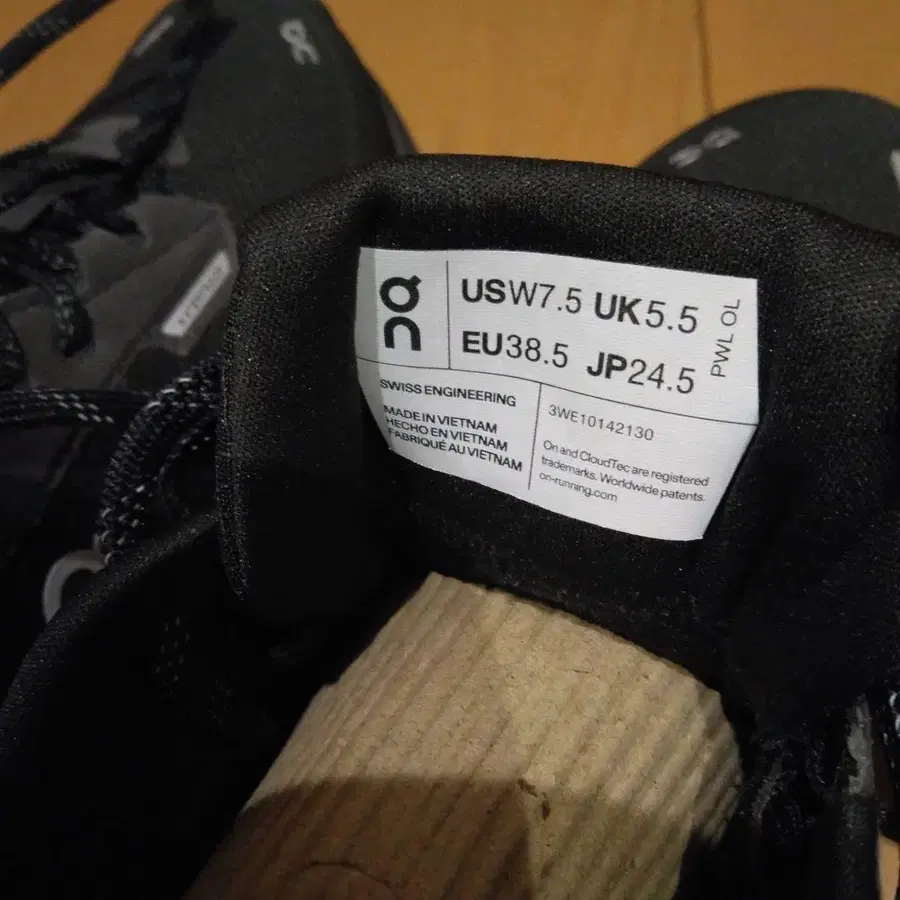 On
USW7.5 UK5.5
EU38.5 JP24.5
PWL OL
SWISS ENGINEERING
MADE IN VIETNAM
HECHO EN VIETNAM
FABRIQUÉ AU VIETNAM
3WE10142130
On and CloudTec are registered
trademarks. Worldwide patents.
on-running.com